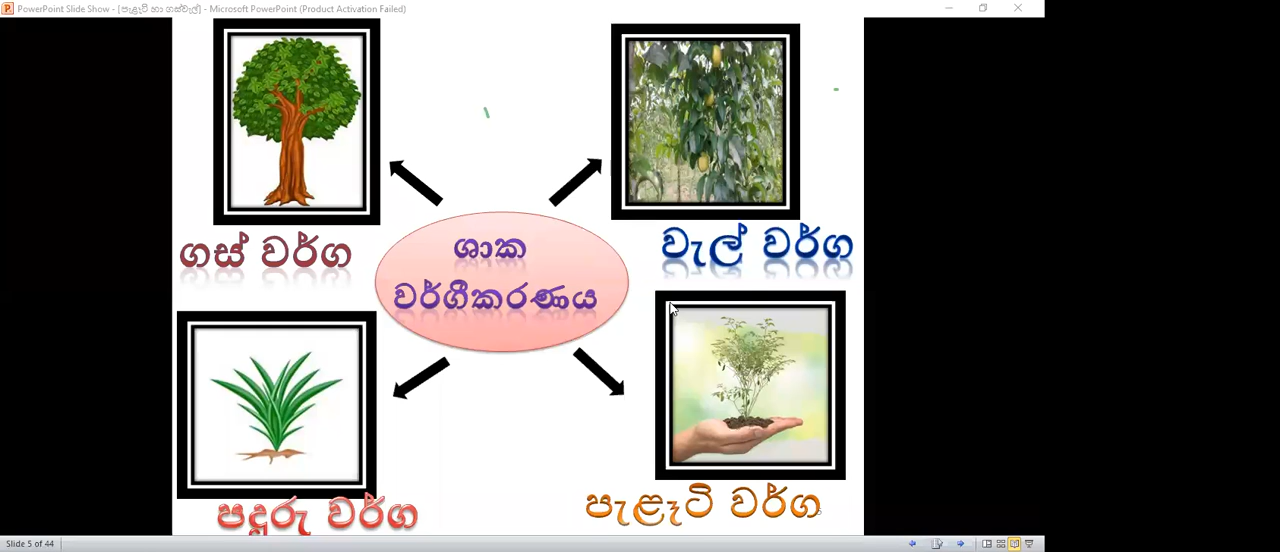 PowerPoint Slide Show - [පැළෑටි හා ගස්වැල්] - Microsoft PowerPoint (Product Activation Failed)
ගස් වර්ග
වැල් වර්ග
ශාක
වර්ගීකරණය
පඳුරු වර්ග
පැළෑටි වර්ග
5
Slide 5 of 44